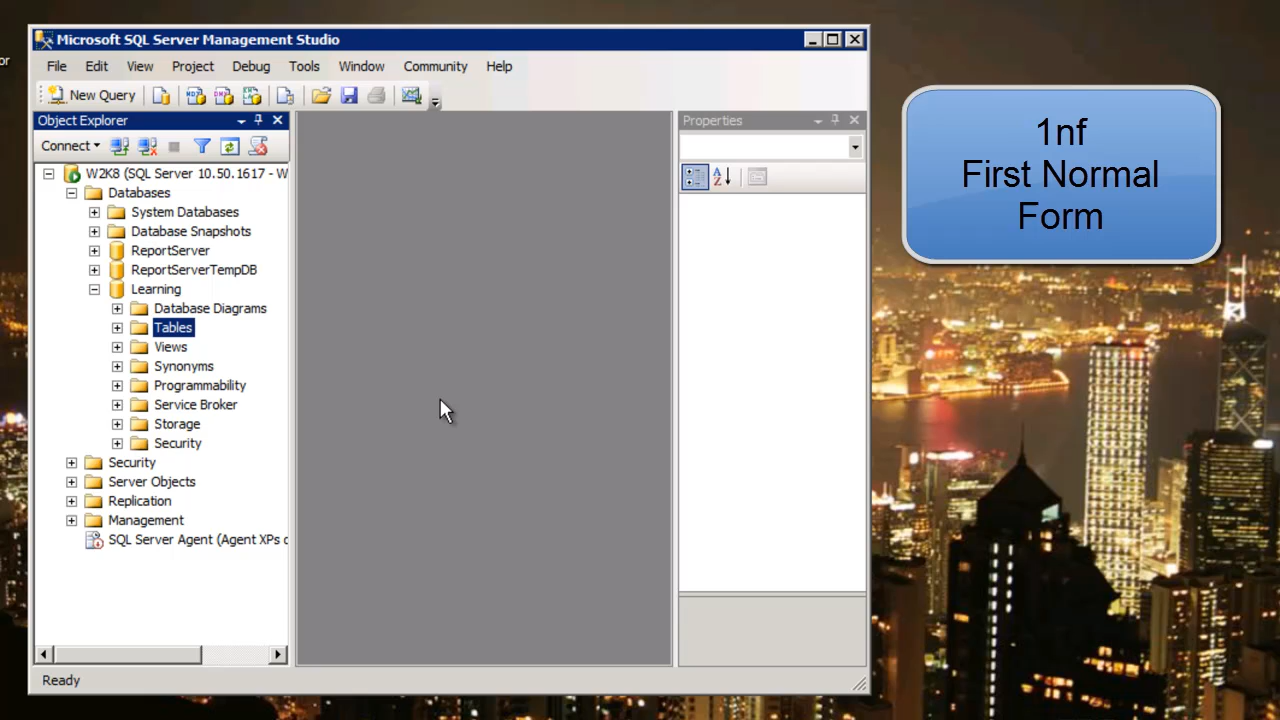 or
Microsoft SQL Server Management Studio
File Edit View Project Debug Tools Window Community Help
New Query
Object Explorer
Connect
W2K8 (SQL Server 10.50.1617 - W
Databases
System Databases
Database Snapshots
ReportServer
ReportServerTempDB
Learning
Database Diagrams
Tables
Views
Synonyms
Programmability
Service Broker
Storage
Security
Security
Server Objects
Replication
Management
SQL Server Agent (Agent XPs
Ready
Properties
1nf
First Normal
Form